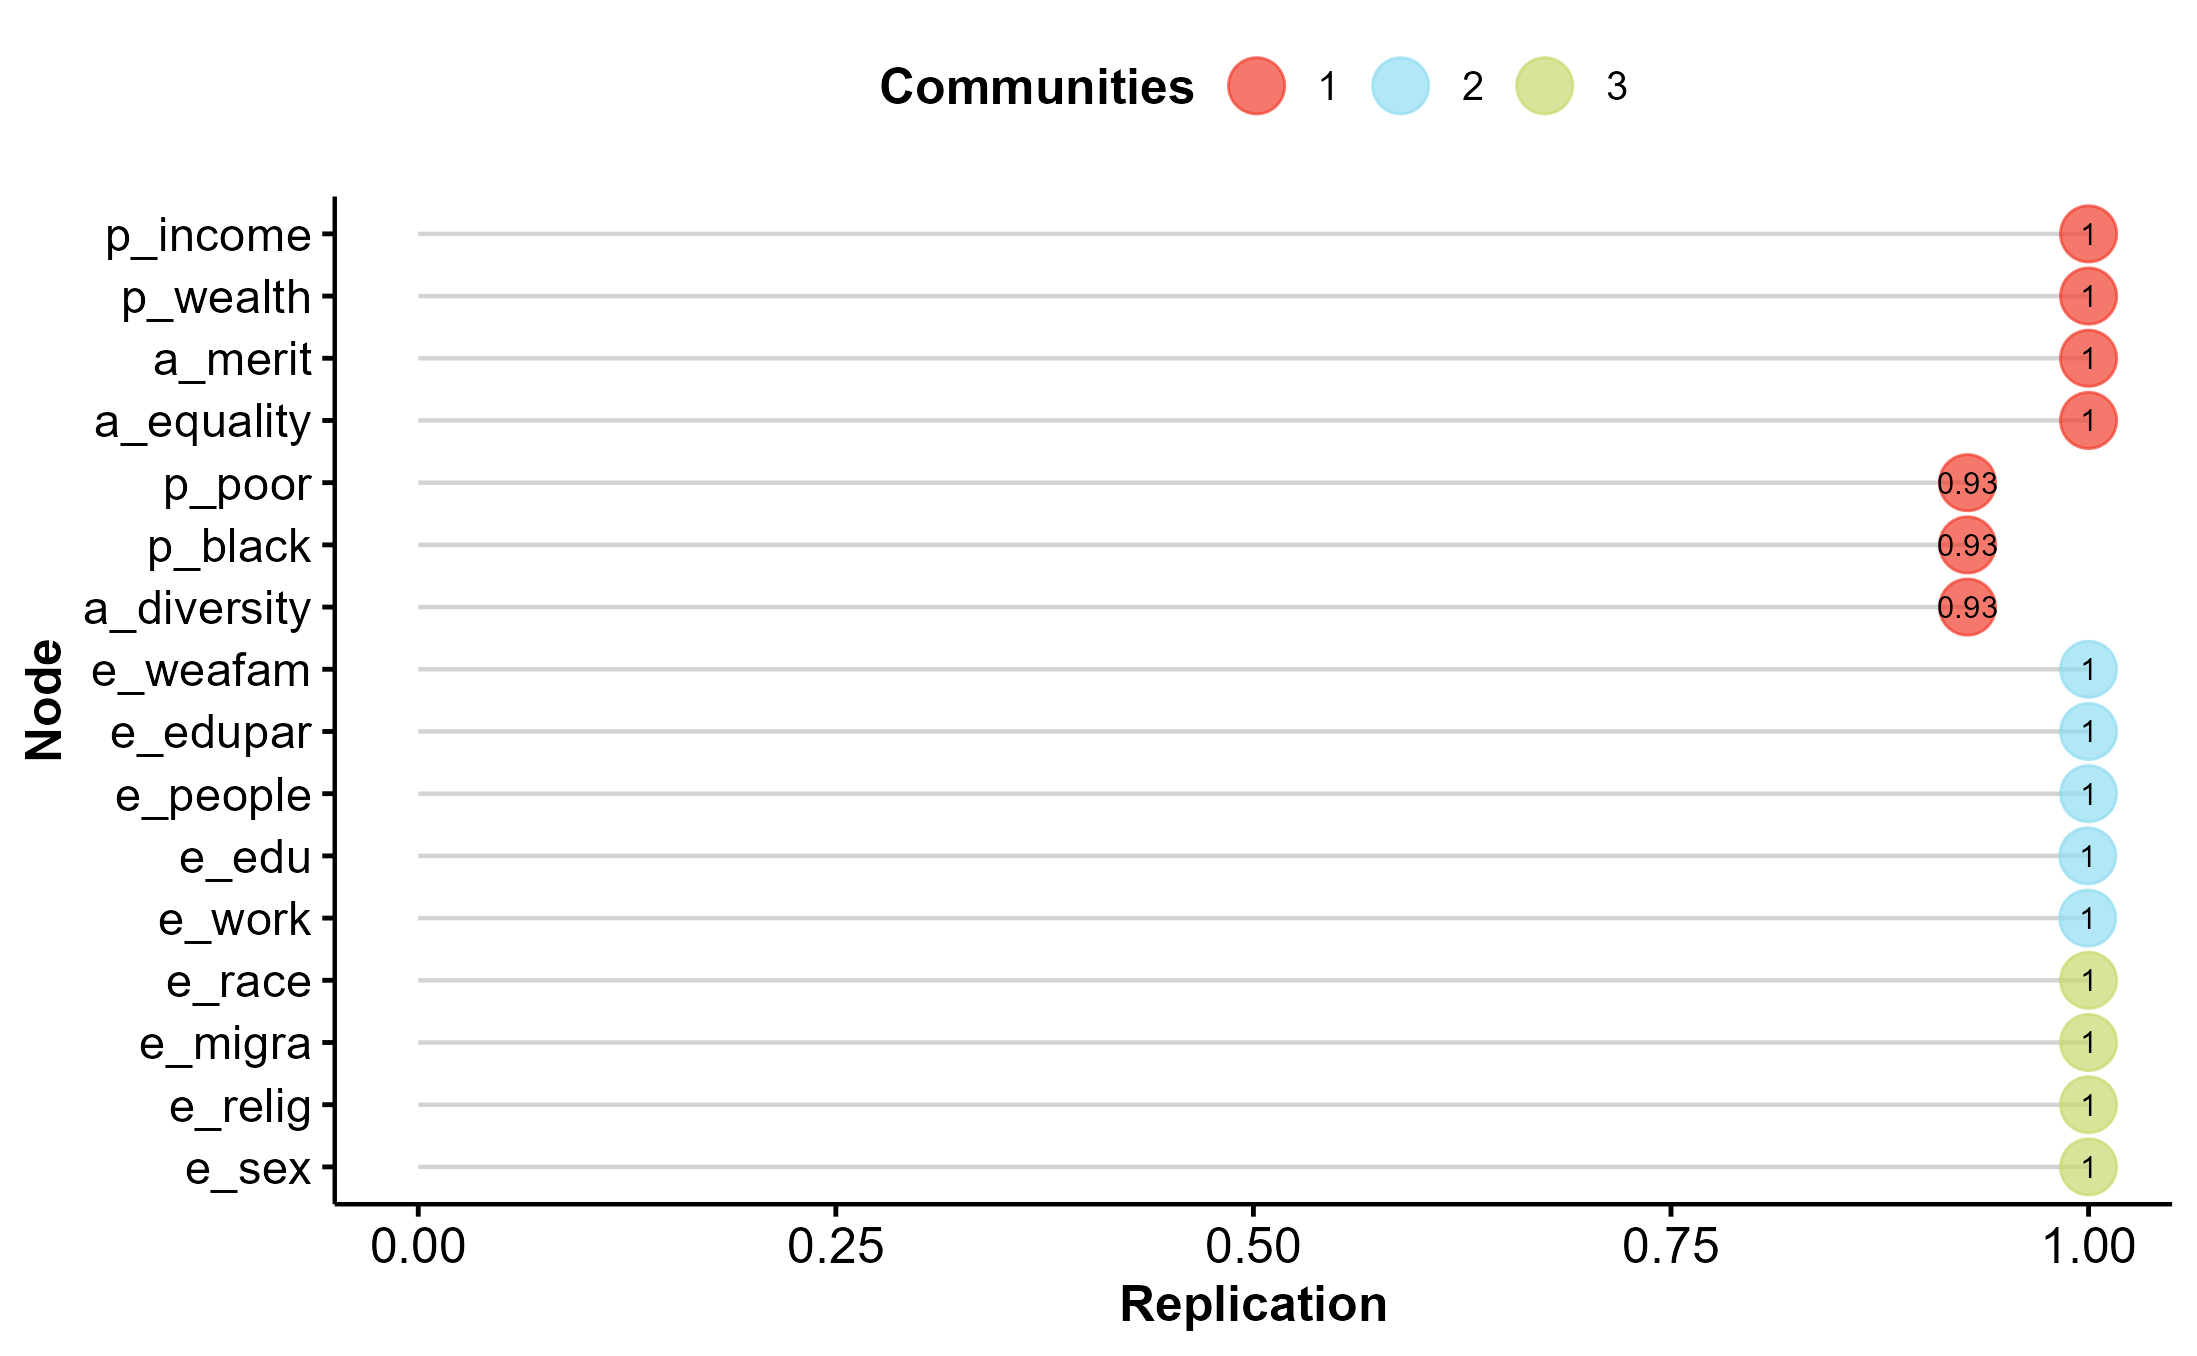 Communities 1 2 3
p_income 1
p_wealth 1
a_merit 1
a_equality 1
p_poor 0.93
p_black 0.93
a_diversity 0.93
e_weafam 1
e_edupar 1
e_people 1
e_edu 1
e_work 1
e_race 1
e_migra 1
e_relig 1
e_sex 1
Node
0.00 0.25 0.50 0.75 1.00
Replication